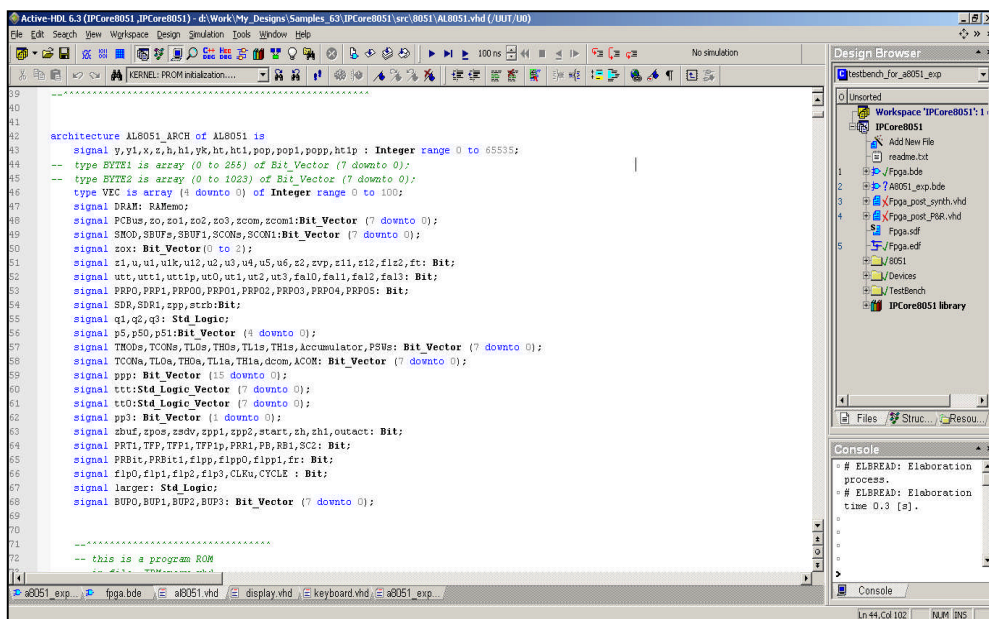 Active-HDL 6.3 (IPCore8051 ,IPCore8051) - d:\Work\My_Designs\Samples_63\IPCore8051\src\8051\AL8051.vhd (/UUT/U0)
File Edit Search View Workspace Design Simulation Tools Window Help
100 ns No simulation
KERNEL: PROM initialization....
39 --^^^^^^^^^^^^^^^^^^^^^^^^^^^^^^^^^^^^^^^^^^^^^^^^^^^^
40
41
42 architecture AL8051_ARCH of AL8051 is
43 signal y,y1,x,z,h,h1,yk,ht,ht1,pop,pop1,popp,ht1p : Integer range 0 to 65535;
44 -- type BYTE1 is array (0 to 255) of Bit_Vector (7 downto 0);
45 -- type BYTE2 is array (0 to 1023) of Bit_Vector (7 downto 0);
46 type VEC is array (4 downto 0) of Integer range 0 to 100;
47 signal DRAM: RAMemo;
48 signal PCBus,zo,zo1,zo2,zo3,zcom,zcom1:Bit_Vector (7 downto 0);
49 signal SMOD,SBUFs,SBUF1,SCONs,SCON1:Bit_Vector (7 downto 0);
50 signal zox: Bit_Vector(0 to 2);
51 signal z1,u,u1,u1k,u12,u2,u3,u4,u5,u6,z2,zvp,z11,z12,flz2,ft: Bit;
52 signal utt,utt1,utt1p,ut0,ut1,ut2,ut3,fal0,fal1,fal2,fal3: Bit;
53 signal PRPO,PRP1,PRPO0,PRPO1,PRPO2,PRPO3,PRPO4,PRPO5: Bit;
54 signal SDR,SDR1,zpp,strb:Bit;
55 signal q1,q2,q3: Std_Logic;
56 signal p5,p50,p51:Bit_Vector (4 downto 0);
57 signal TMODs,TCONs,TL0s,TH0s,TL1s,TH1s,Accumulator,PSWs: Bit_Vector (7 downto 0);
58 signal TCONa,TL0a,TH0a,TL1a,TH1a,dcom,ACOM: Bit_Vector (7 downto 0);
59 signal ppp: Bit_Vector (15 downto 0);
60 signal ttt:Std_Logic_Vector (7 downto 0);
61 signal tt0:Std_Logic_Vector (7 downto 0);
62 signal pp3: Bit_Vector (1 downto 0);
63 signal zbuf,zpos,zsdv,zpp1,zpp2,start,zh,zh1,outact: Bit;
64 signal PRT1,TFP,TFP1,TFP1p,PRR1,PB,RB1,SC2: Bit;
65 signal PRBit,PRBit1,flpp,flpp0,flpp1,fr: Bit;
66 signal flp0,flp1,flp2,flp3,CLKu,CYCLE : Bit;
67 signal larger: Std_Logic;
68 signal BUP0,BUP1,BUP2,BUP3: Bit_Vector (7 downto 0);
69
70
71 --^^^^^^^^^^^^^^^^^^^^^^^^^^^^^^^
72 -- this is a program ROM
a8051_exp... fpga.bde al8051.vhd display.vhd keyboard.vhd a8051_exp...
Design Browser
testbench_for_a8051_exp
Unsorted
Workspace 'IPCore8051': 1
IPCore8051
Add New File
readme.txt
1 Fpga.bde
2 A8051_exp.bde
3 Fpga_post_synth.vhd
4 Fpga_post_P&R.vhd
Fpga.sdf
5 Fpga.edf
/8051
/Devices
/TestBench
IPCore8051 library
Files Struc... Resou...
Console
# ELBREAD: Elaboration
process.
# ELBREAD: Elaboration
time 0.3 [s].
>
Console
Ln 44,Col 102 NUM INS